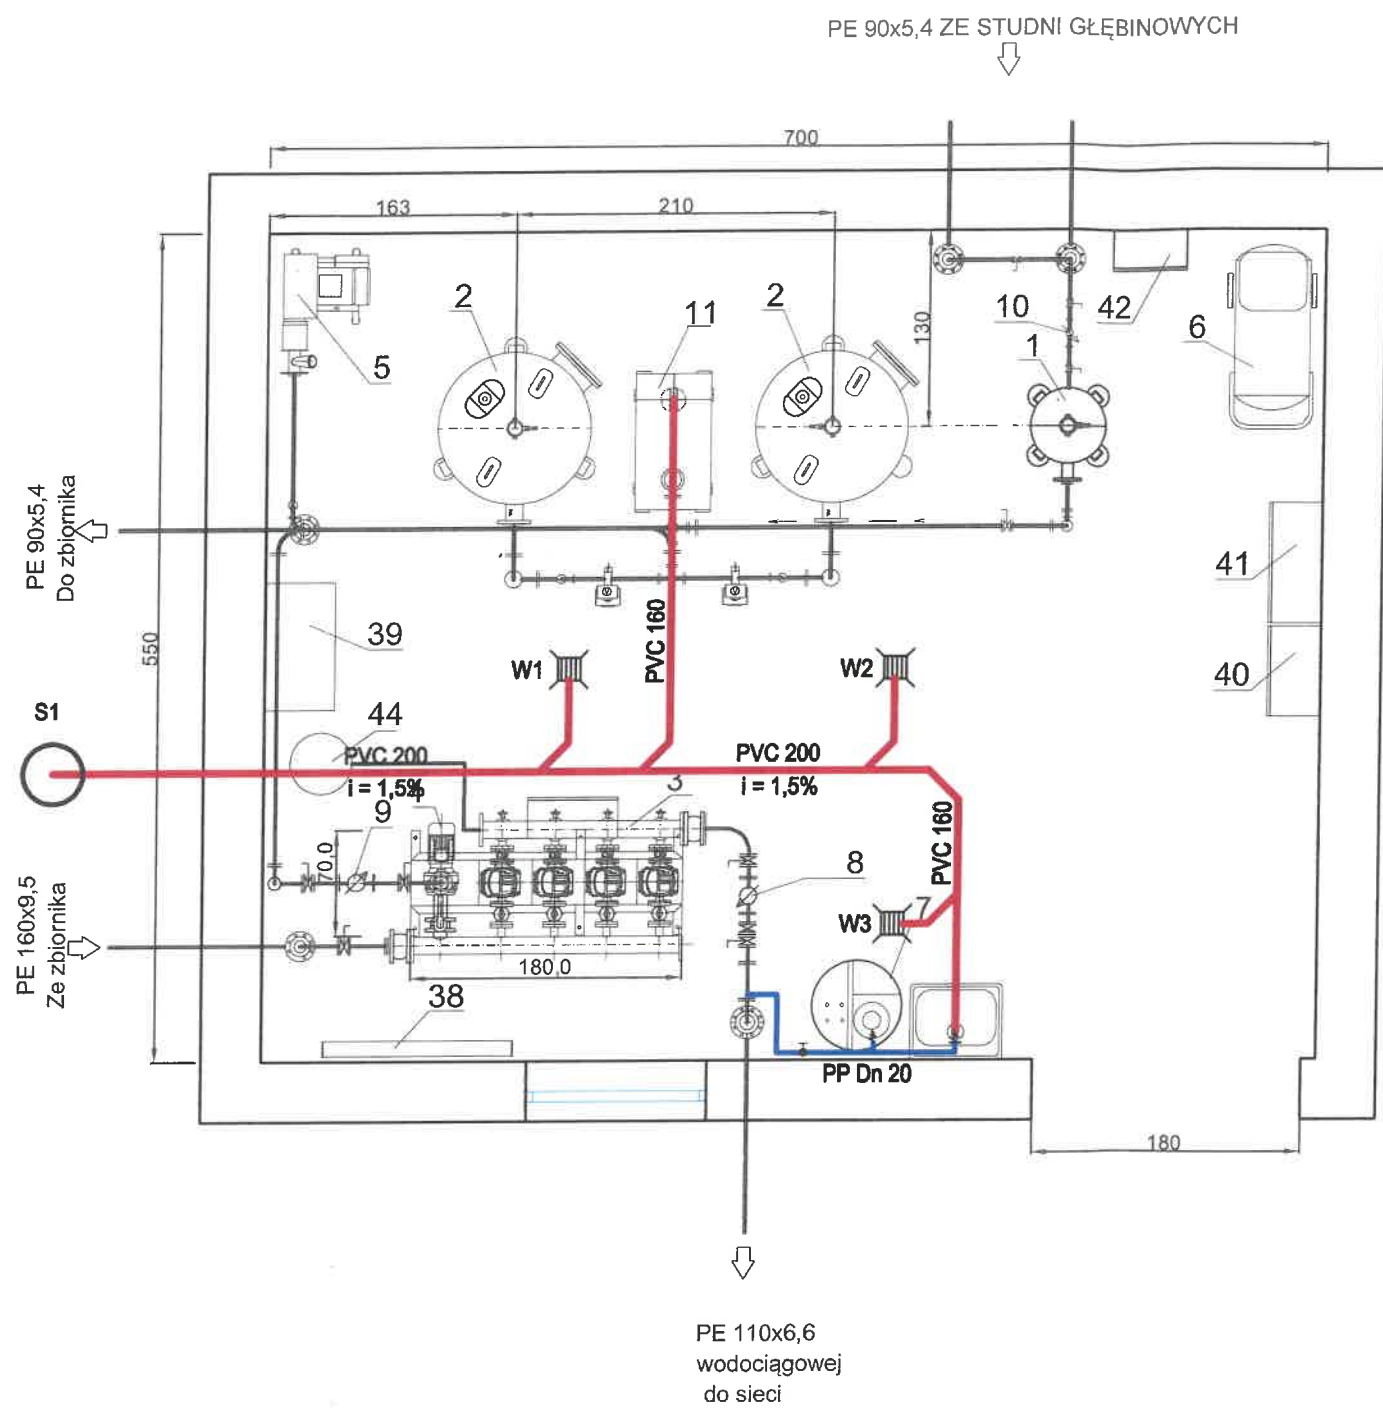 PE 90x5,4 ZE STUDNI GŁĘBINOWYCH
700
163
210
2
11
2
10
42
6
130
1
5
PE 90x5,4
Do zbiornika
41
39
550
PVC 160
W1
W2
40
S1
44
PVC 200
i = 1,5%
PVC 200
i = 1,5%
3
9
70,0
PVC 160
8
7
W3
PE 160x9,5
Ze zbiornika
180,0
38
PP Dn 20
180
PE 110x6,6
wodociągowej
do sieci